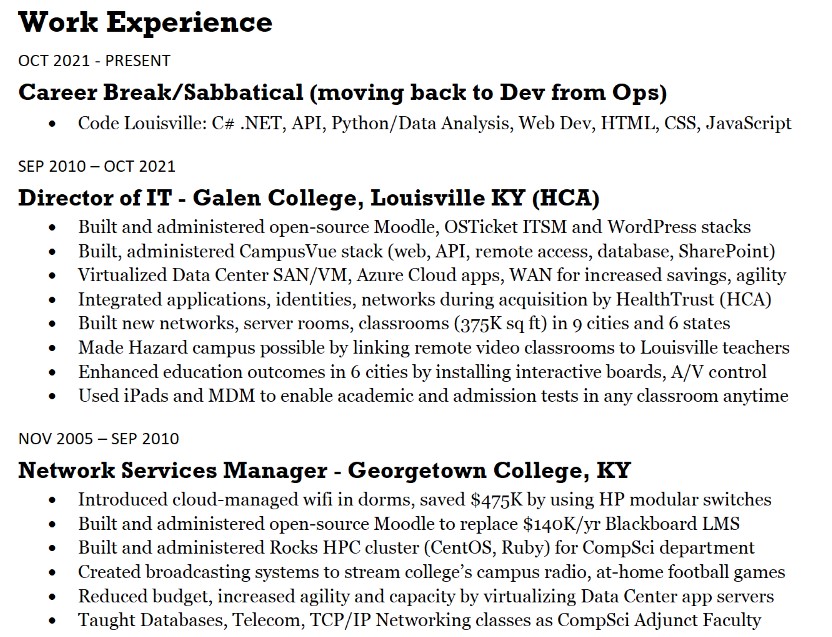 Work Experience
OCT 2021 - PRESENT
Career Break/Sabbatical (moving back to Dev from Ops)
• Code Louisville: C# .NET, API, Python/Data Analysis, Web Dev, HTML, CSS, JavaScript
SEP 2010 – OCT 2021
Director of IT - Galen College, Louisville KY (HCA)
• Built and administered open-source Moodle, OSTicket ITSM and WordPress stacks
• Built, administered CampusVue stack (web, API, remote access, database, SharePoint)
• Virtualized Data Center SAN/VM, Azure Cloud apps, WAN for increased savings, agility
• Integrated applications, identities, networks during acquisition by HealthTrust (HCA)
• Built new networks, server rooms, classrooms (375K sq ft) in 9 cities and 6 states
• Made Hazard campus possible by linking remote video classrooms to Louisville teachers
• Enhanced education outcomes in 6 cities by installing interactive boards, A/V control
• Used iPads and MDM to enable academic and admission tests in any classroom anytime
NOV 2005 – SEP 2010
Network Services Manager - Georgetown College, KY
• Introduced cloud-managed wifi in dorms, saved $475K by using HP modular switches
• Built and administered open-source Moodle to replace $140K/yr Blackboard LMS
• Built and administered Rocks HPC cluster (CentOS, Ruby) for CompSci department
• Created broadcasting systems to stream college's campus radio, at-home football games
• Reduced budget, increased agility and capacity by virtualizing Data Center app servers
• Taught Databases, Telecom, TCP/IP Networking classes as CompSci Adjunct Faculty